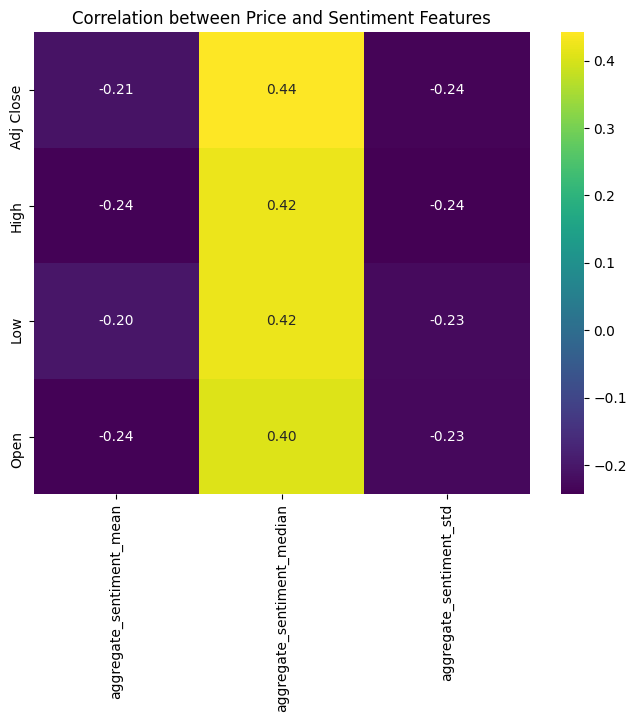 Correlation between Price and Sentiment Features
Adj Close
-0.21
0.44
-0.24
High
-0.24
0.42
-0.24
Low
-0.20
0.42
-0.23
Open
-0.24
0.40
-0.23
aggregate_sentiment_mean
aggregate_sentiment_median
aggregate_sentiment_std
0.4
0.3
0.2
0.1
0.0
−0.1
−0.2